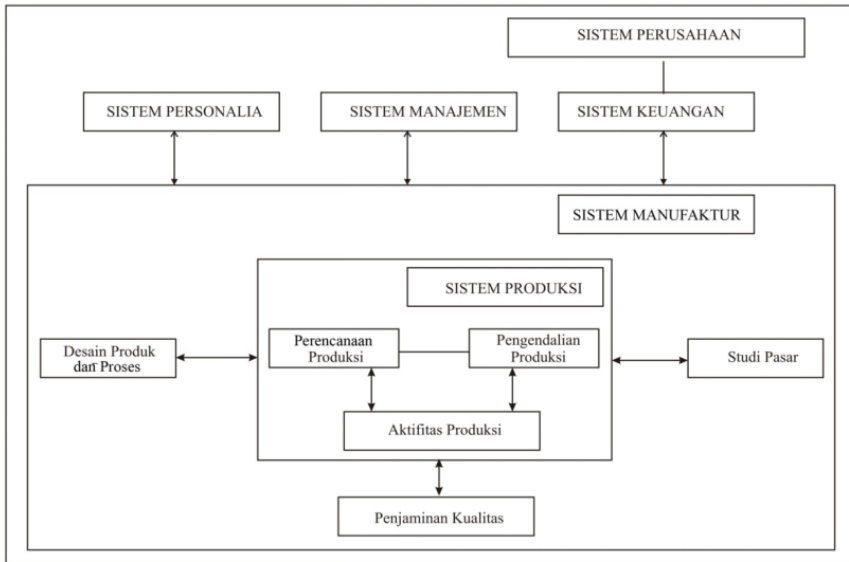 SISTEM PERUSAHAAN
SISTEM PERSONALIA
SISTEM MANAJEMEN
SISTEM KEUANGAN
SISTEM MANUFAKTUR
SISTEM PRODUKSI
Desain Produk
dan Proses
Perencanaan
Produksi
Pengendalian
Produksi
Studi Pasar
Aktifitas Produksi
Penjaminan Kualitas